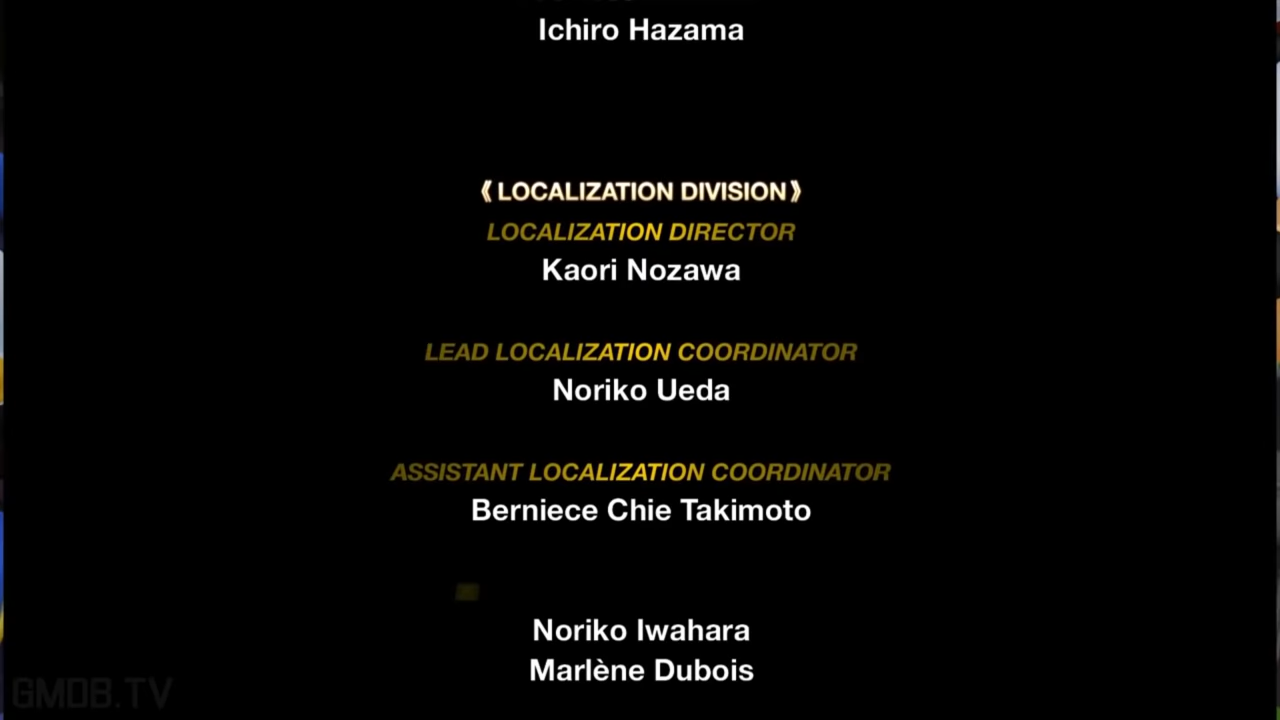 Ichiro Hazama
《LOCALIZATION DIVISION》
LOCALIZATION DIRECTOR
Kaori Nozawa
LEAD LOCALIZATION COORDINATOR
Noriko Ueda
ASSISTANT LOCALIZATION COORDINATOR
Berniece Chie Takimoto
Noriko Iwahara
Marlène Dubois
GMDB.TV